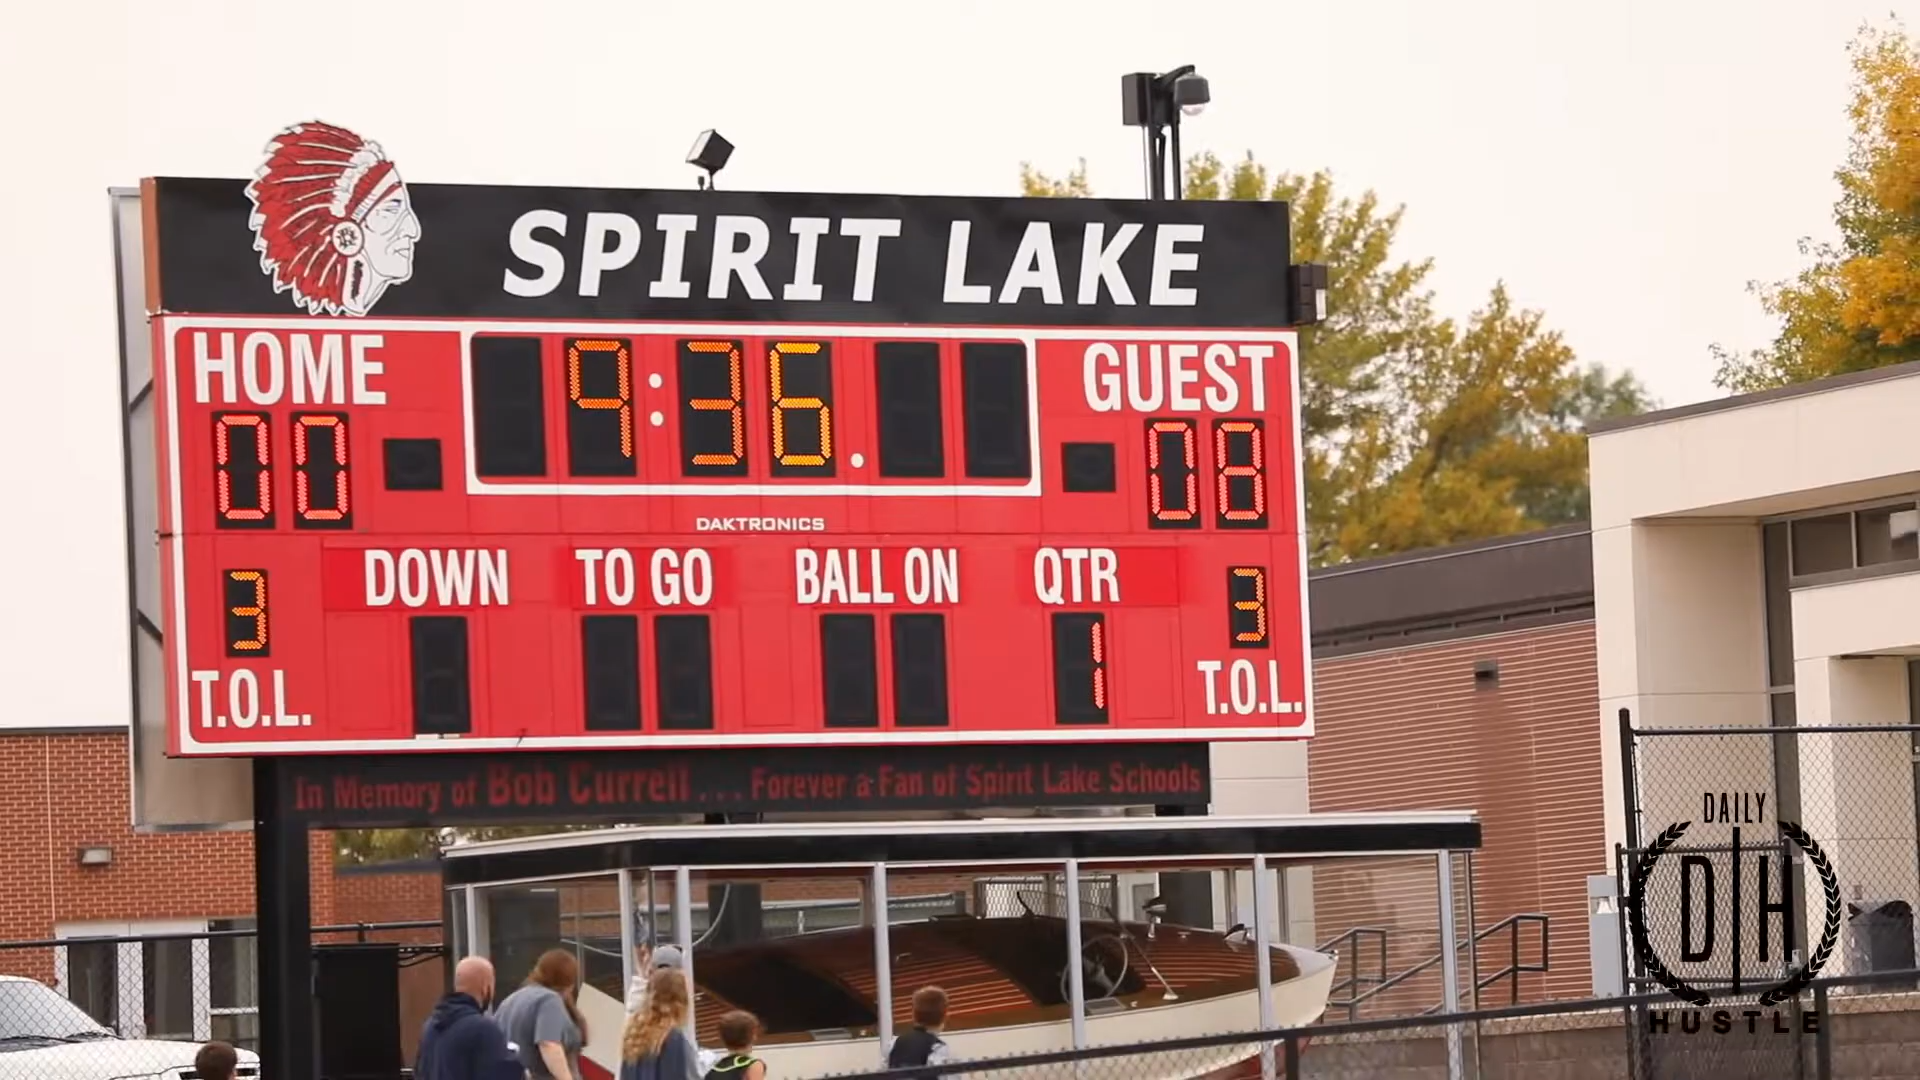 SPIRIT LAKE
HOME
9:36.
GUEST
00
08
DAKTRONICS
DOWN TO GO BALL ON QTR
3
1
3
T.O.L.
T.O.L.
In Memory of Bob Currell . . . Forever a Fan of Spirit Lake Schools
DAILY
D|H
HUSTLE